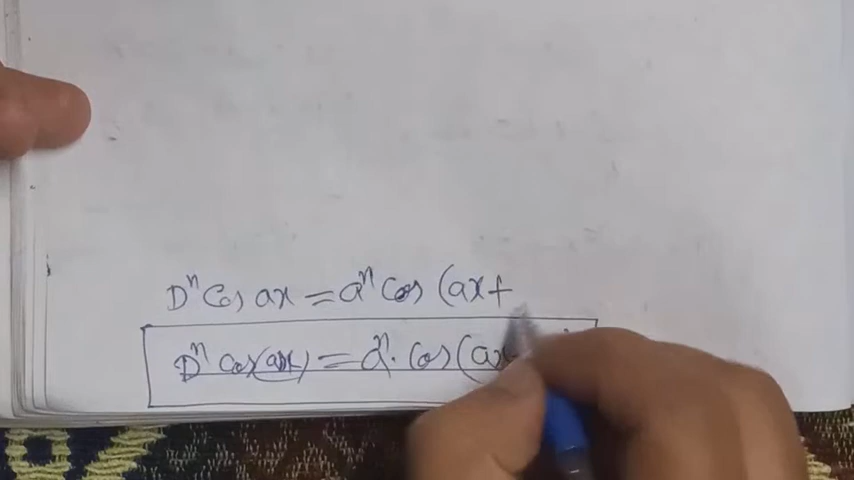 Dⁿ Cos ax = aⁿ Cos (ax +
Dⁿ cos(ax) = aⁿ. Cos (ax